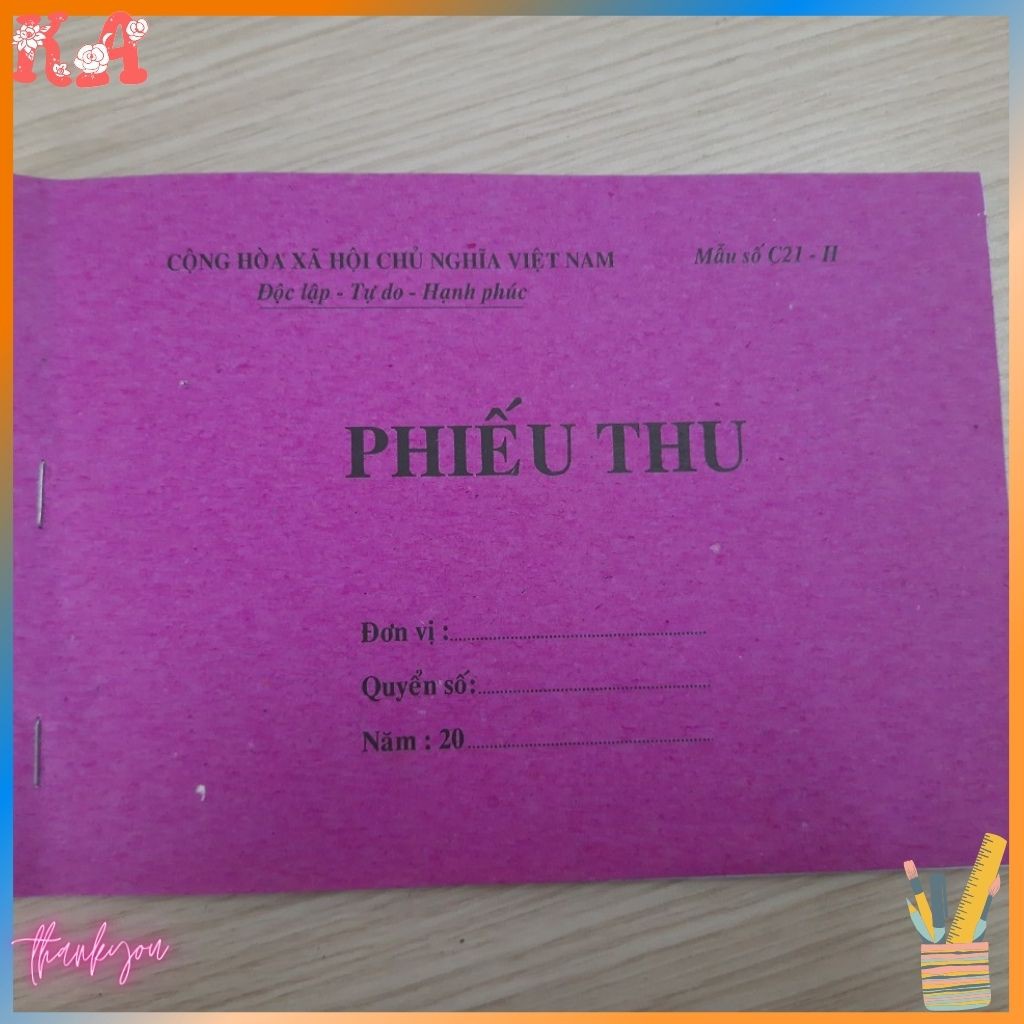 KA
CỘNG HÒA XÃ HỘI CHỦ NGHĨA VIỆT NAM
Mẫu số C21 - H
Độc lập - Tự do - Hạnh phúc
PHIẾU THU
Đơn vị :
Quyển số:
Năm : 20
thankyou